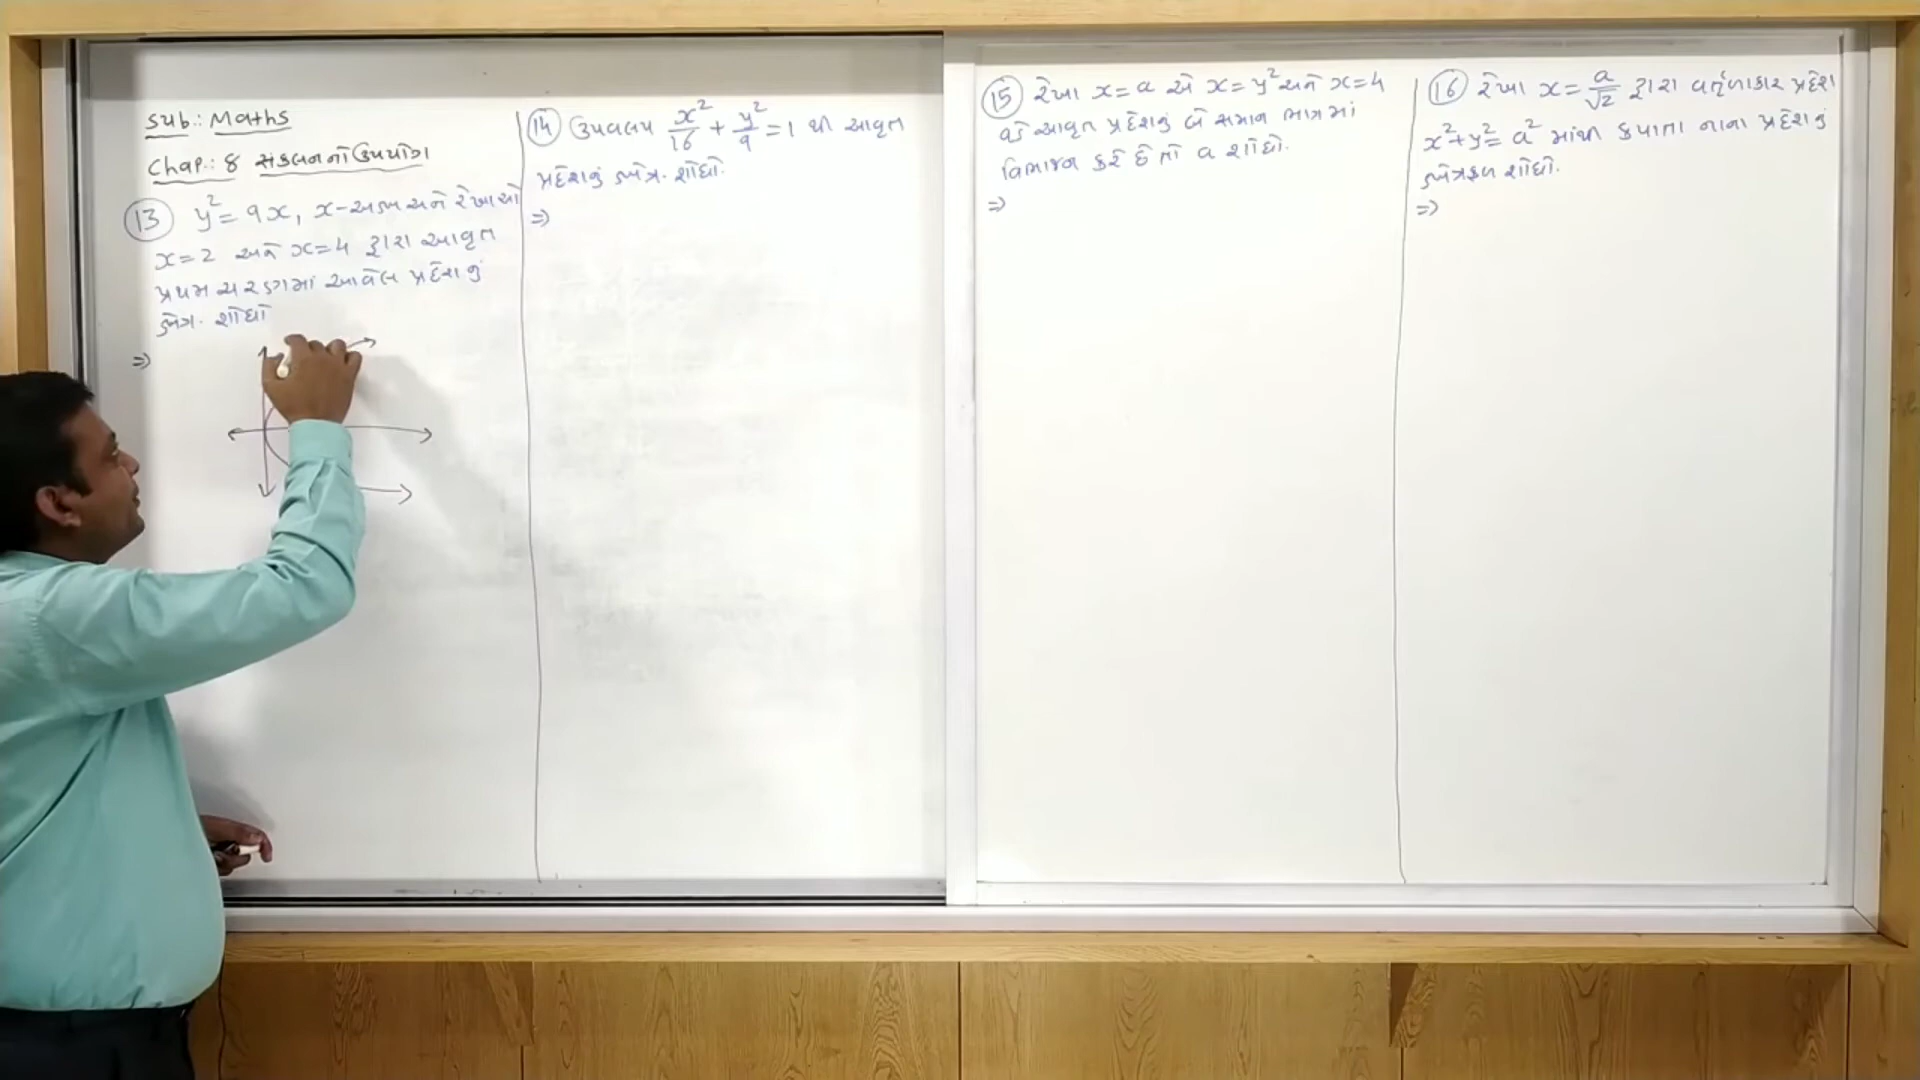 Sub.: Maths
Chap.: 8 સંકલનનો ઉપયોગ
(13) y² = 9x, x-અક્ષ અને રેખાઓ
x=2 અને x=4 દ્વારા આવૃત
પ્રથમ ચરણમાં આવેલ પ્રદેશનું
ક્ષેત્ર. શોધો
⇒
(14) ઉપવલય x²/16 + y²/9 = 1 થી આવૃત
પ્રદેશનું ક્ષેત્ર. શોધો.
⇒
(15) રેખા x=a એ x=y² અને x=4
વડે આવૃત પ્રદેશનું બે સમાન ભાગમાં
વિભાજન કરે છે તો a શોધો.
⇒
(16) રેખા x = a/√2 દ્વારા વર્તુળાકાર પ્રદેશ
x²+y²= a² માંથી કપાતા નાના પ્રદેશનું
ક્ષેત્રફળ શોધો.
⇒